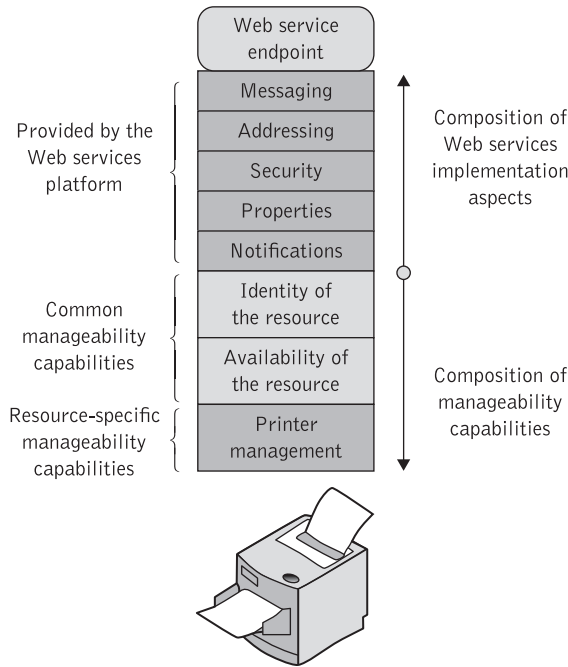 Web service
endpoint
Messaging
Addressing
Security
Properties
Notifications
Identity of
the resource
Availability of
the resource
Printer
management
Provided by the
Web services
platform
Common
manageability
capabilities
Resource-specific
manageability
capabilities
Composition of
Web services
implementation
aspects
Composition of
manageability
capabilities